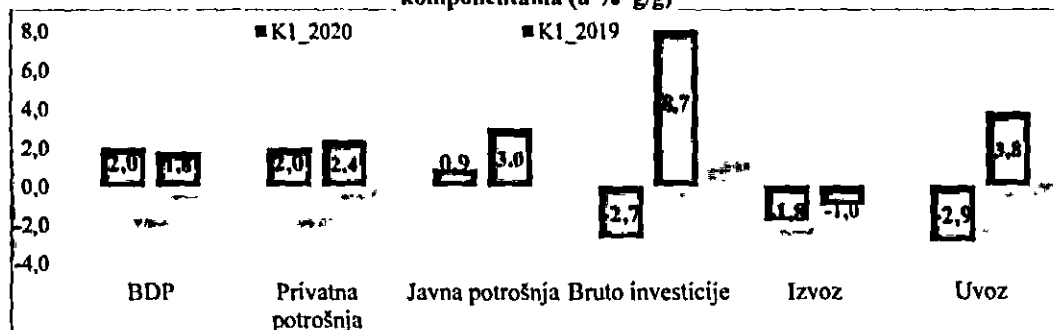 komponentama (u % g/g)
K1_2020 K1_2019
8,0
6,0
4,0
2,0
0,0
-2,0
-4,0
2,0 1,8 2,0 2,4 0,9 3,0 -2,7 8,7 -1,8 -1,0 -2,9 3,8
BDP Privatna potrošnja Javna potrošnja Bruto investicije Izvoz Uvoz